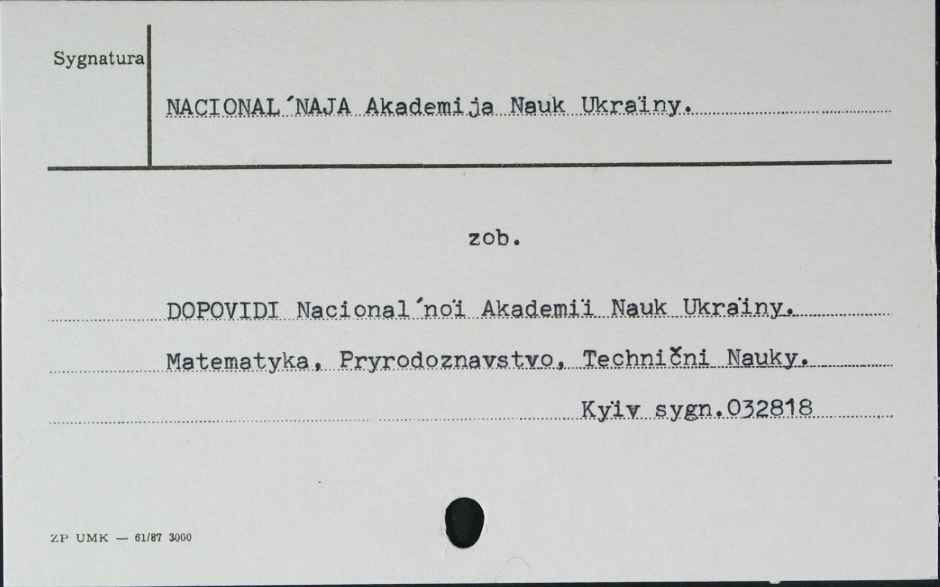 Sygnatura
NACIONAL´NAJA Akademija Nauk Ukraïny.
zob.
DOPOVIDI Nacional´noï Akademiï Nauk Ukraïny.
Matematyka, Pryrodoznavstvo, Techniční Nauky.
Kyïv sygn.032818
ZP UMK — 61/87 3000